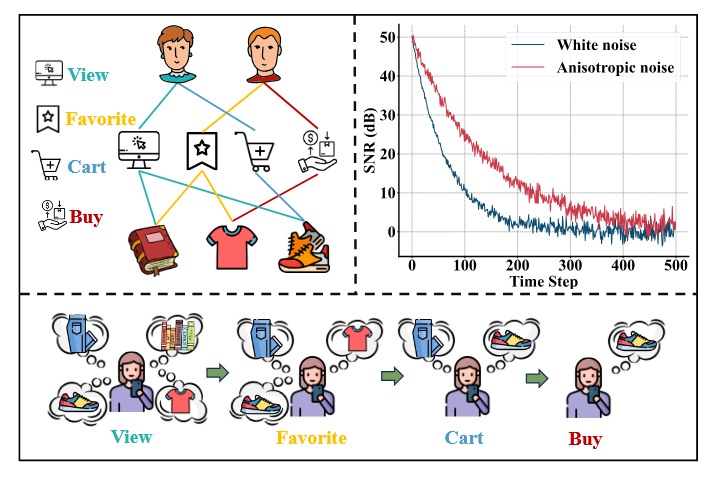 View
Favorite
Cart
Buy
50
40
30
20
10
0
SNR (dB)
White noise
Anisotropic noise
0 100 200 300 400 500
Time Step
View
Favorite
Cart
Buy